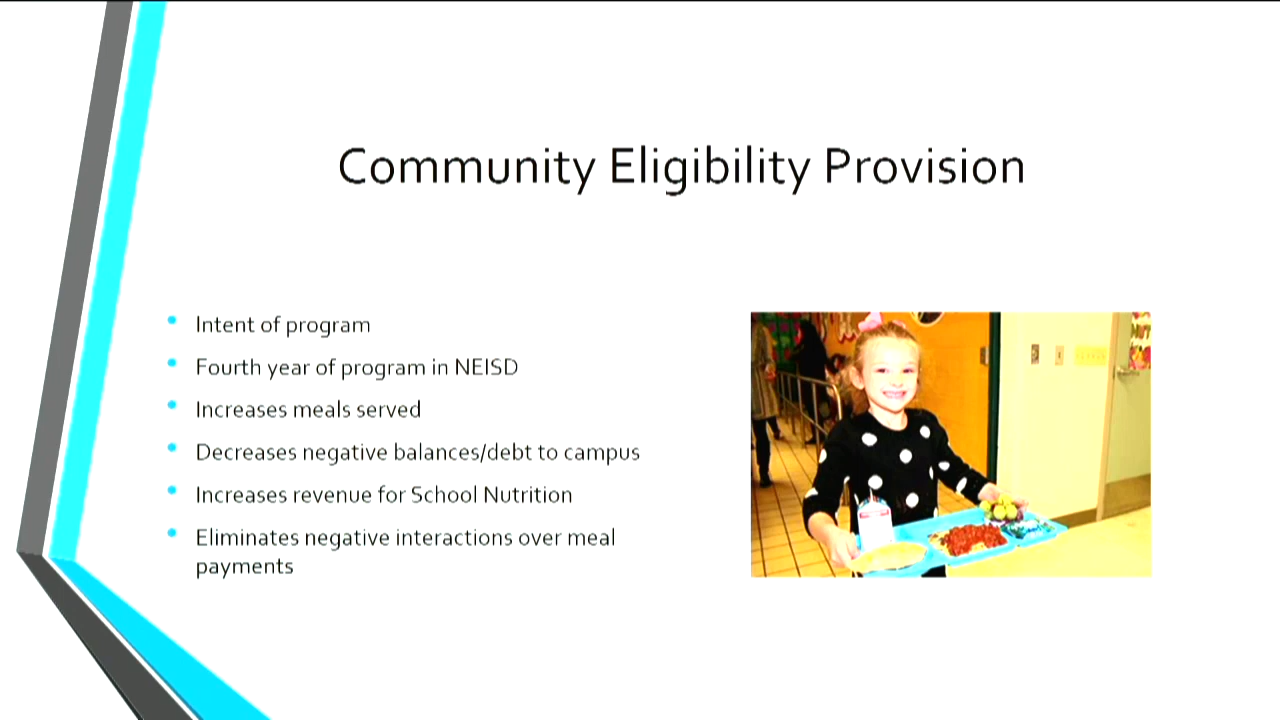 Community Eligibility Provision
Intent of program
Fourth year of program in NEISD
Increases meals served
Decreases negative balances/debt to campus
Increases revenue for School Nutrition
Eliminates negative interactions over meal
payments